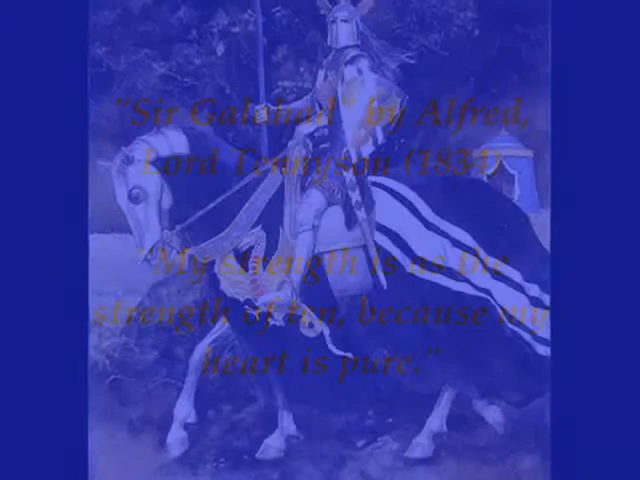 "Sir Galahad" by Alfred,
Lord Tennyson (1834)
"My strength is as the
strength of ten, because my
heart is pure."